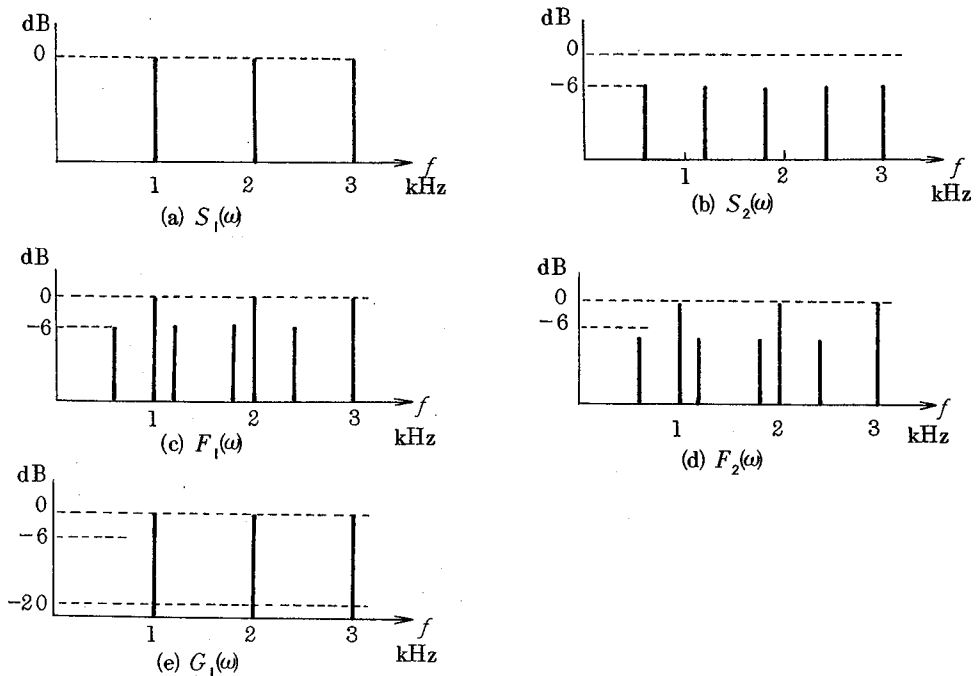 dB
0
1 2 3
f
kHz
(a) S₁(ω)
dB
0
−6
1 2 3
f
kHz
(b) S₂(ω)
dB
0
−6
1 2 3
f
kHz
(c) F₁(ω)
dB
0
−6
1 2 3
f
kHz
(d) F₂(ω)
dB
0
−6
−20
1 2 3
f
kHz
(e) G₁(ω)